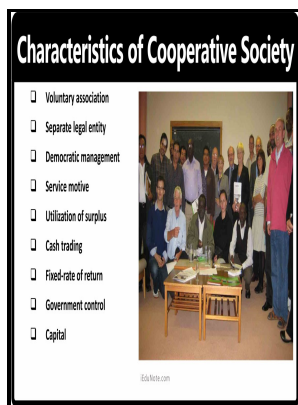 Characteristics of Cooperative Society
❑ Voluntary association
❑ Separate legal entity
❑ Democratic management
❑ Service motive
❑ Utilization of surplus
❑ Cash trading
❑ Fixed-rate of return
❑ Government control
❑ Capital
iEduNote.com